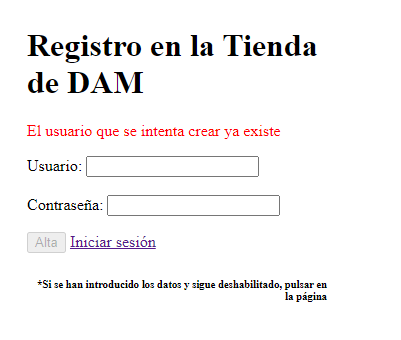 Registro en la Tienda
de DAM
El usuario que se intenta crear ya existe
Usuario:
Contraseña:
Alta Iniciar sesión
*Si se han introducido los datos y sigue deshabilitado, pulsar en
la página